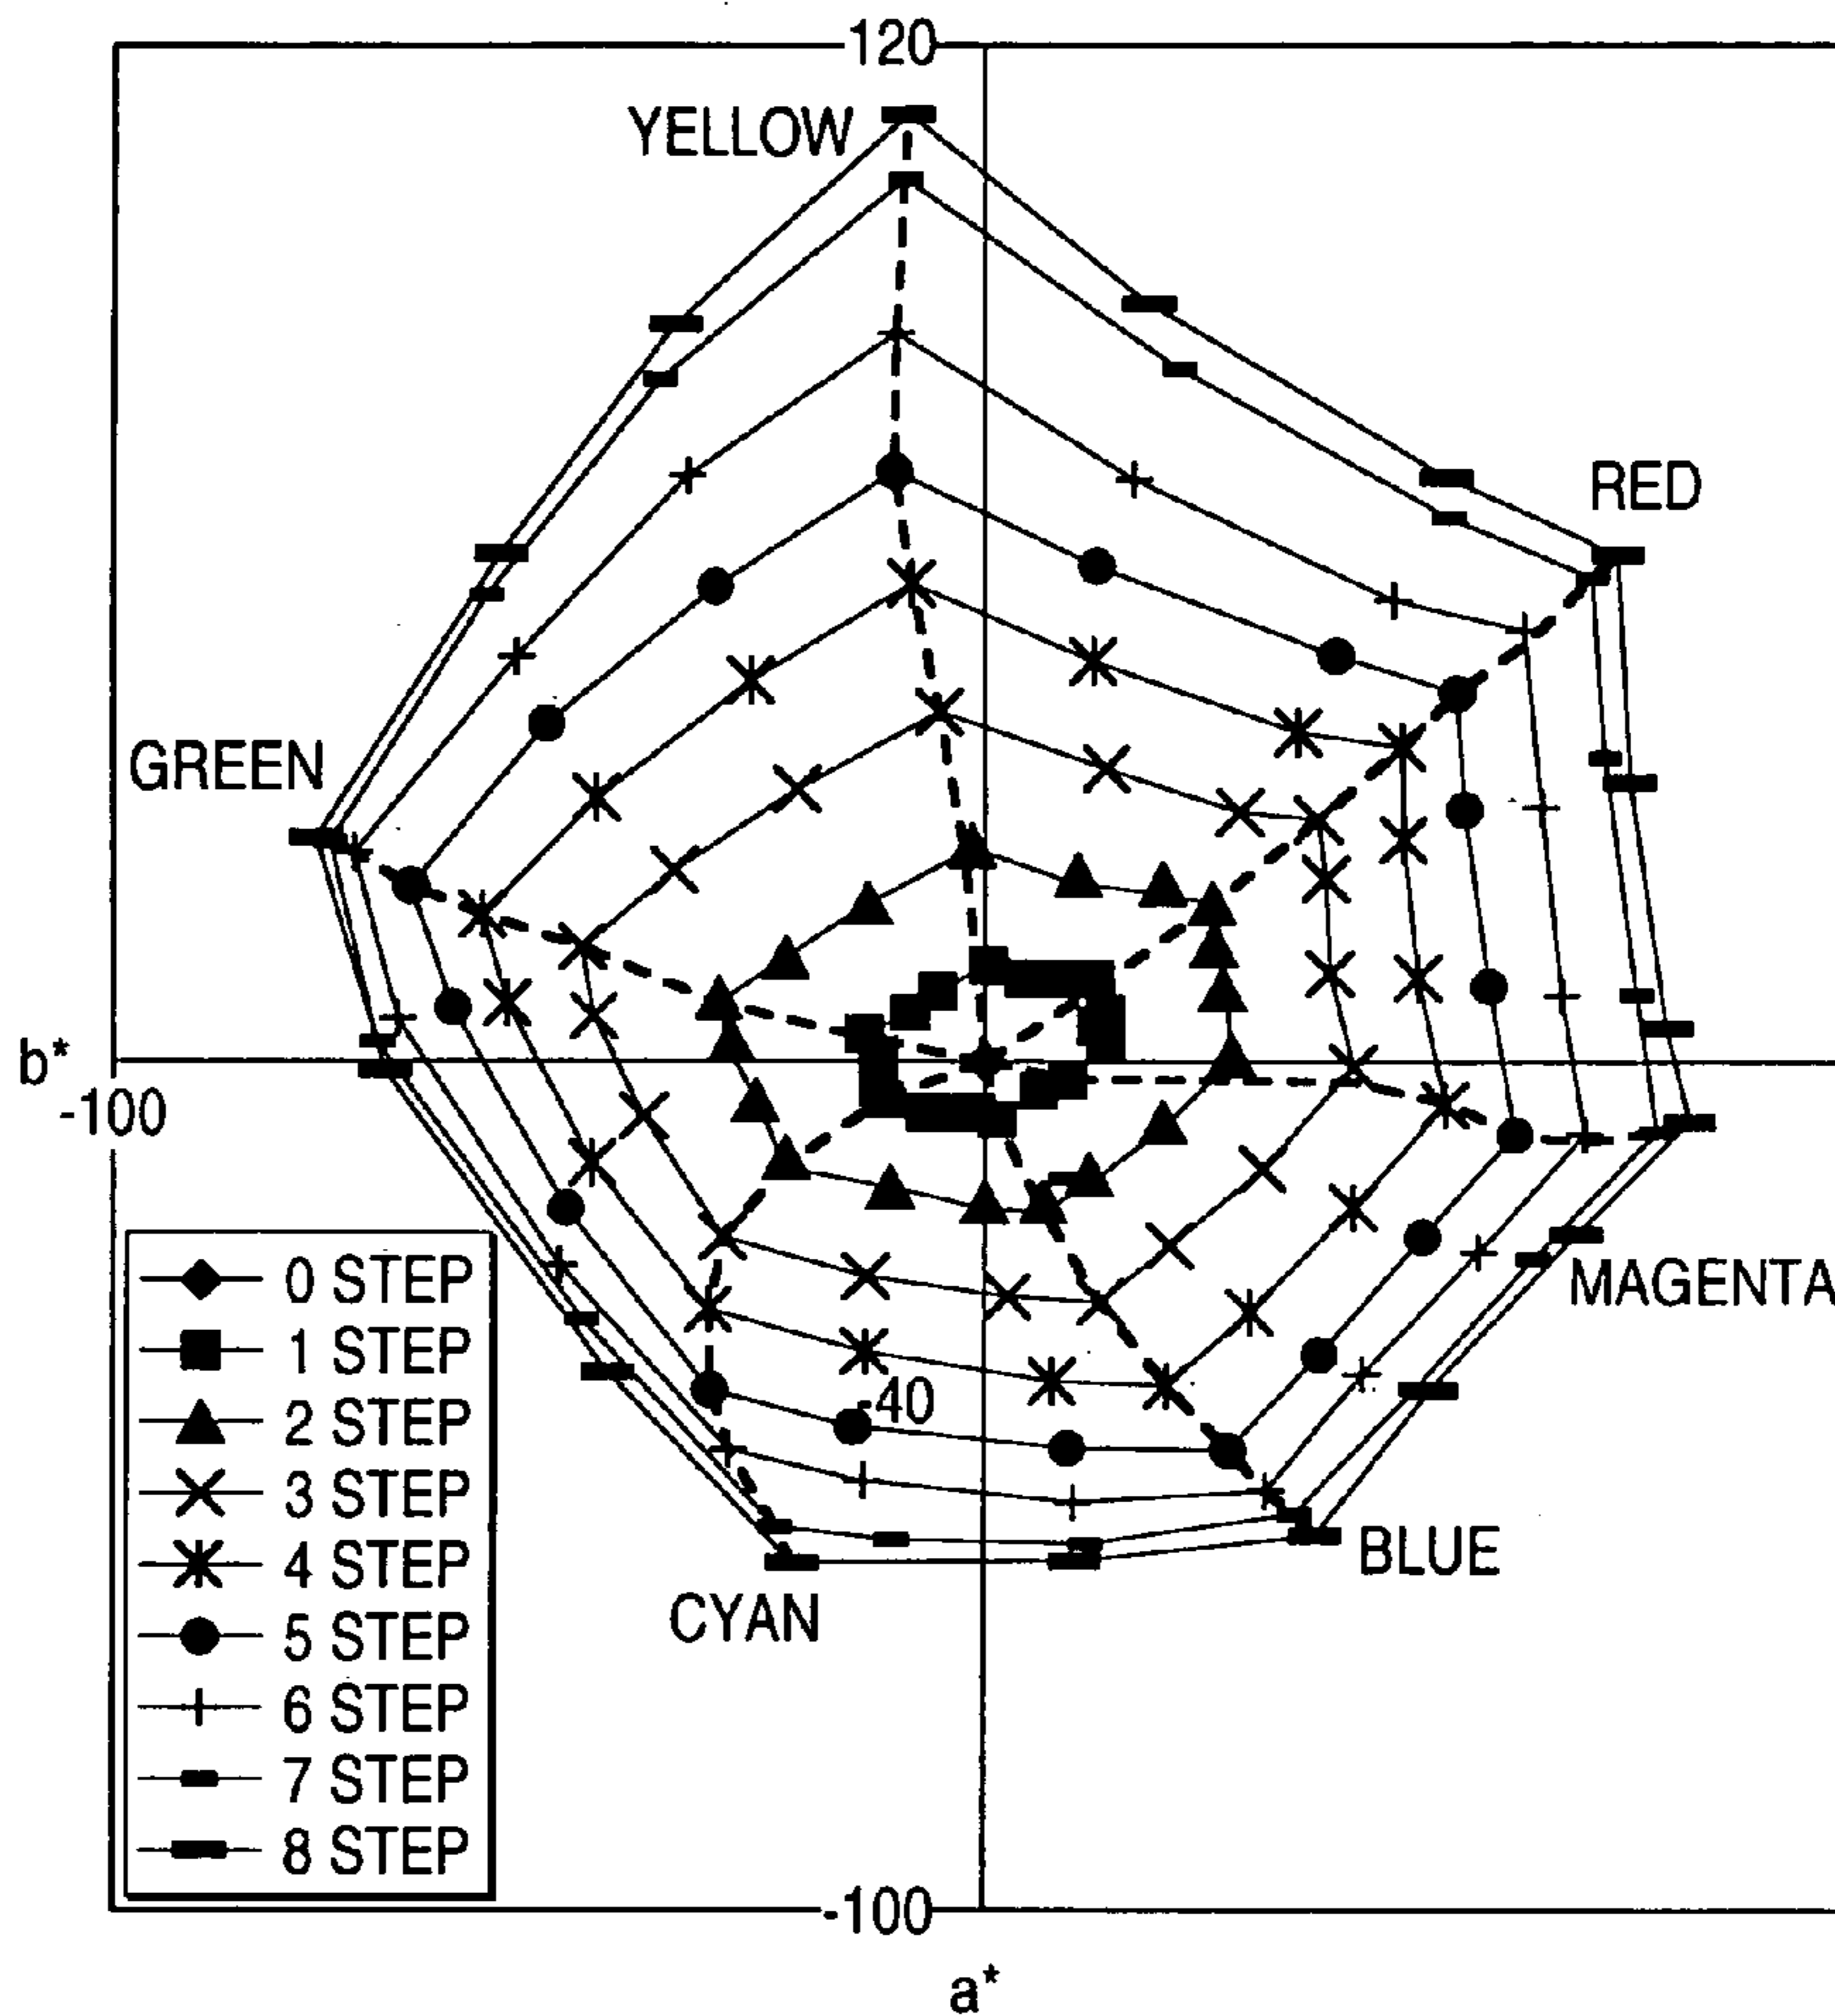 120
YELLOW
RED
GREEN
b*
-100
MAGENTA
0 STEP
1 STEP
2 STEP
3 STEP
4 STEP
5 STEP
6 STEP
7 STEP
8 STEP
-40
BLUE
CYAN
-100
a*